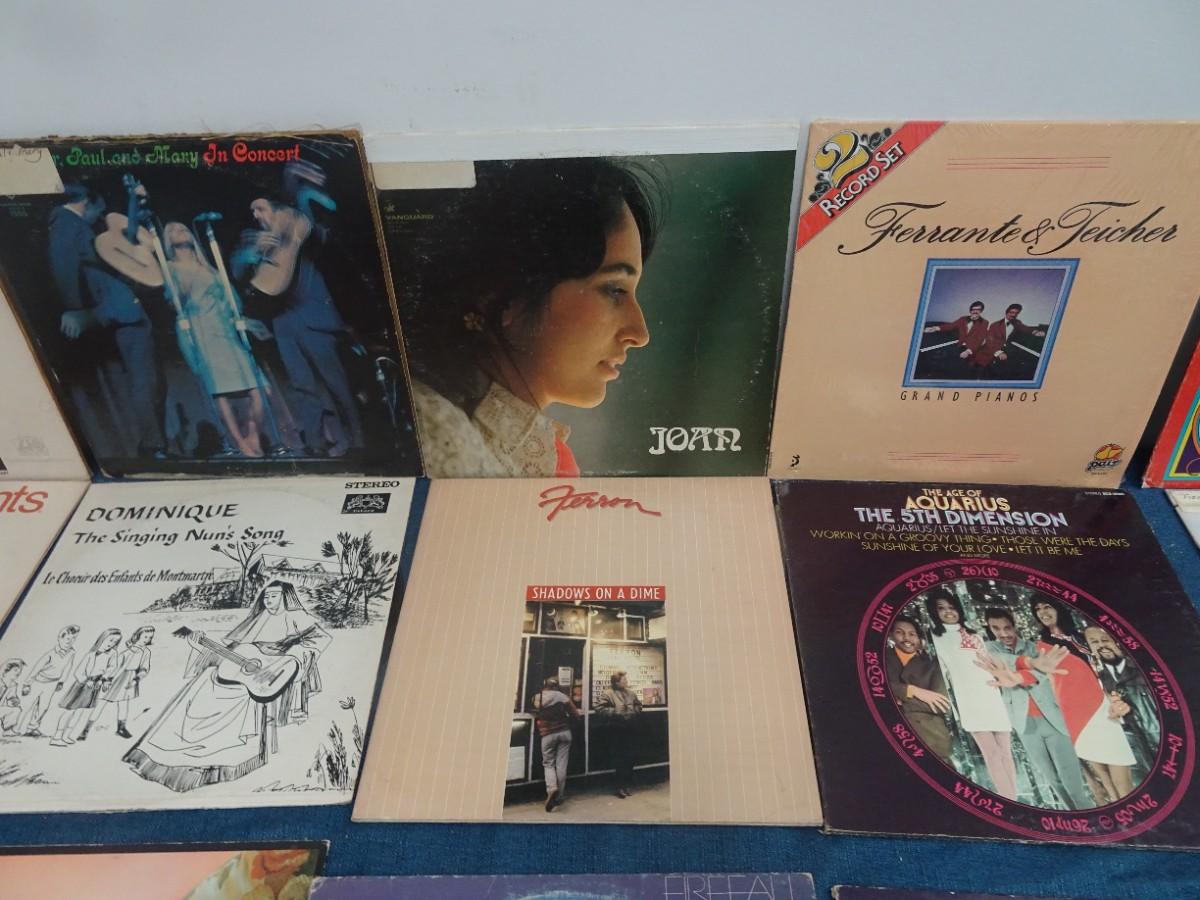 r, Paul and Mary In Concert
VANGUARD
JOAN
2
RECORD SET
Ferrante & Teicher
GRAND PIANOS
nts
DOMINIQUE
The Singing Nun's Song
Le Choeur des Enfants de Montmartre
STEREO
Ferron
SHADOWS ON A DIME
THE AGE OF
AQUARIUS
THE 5TH DIMENSION
AQUARIUS/LET THE SUNSHINE IN
WORKIN' ON A GROOVY THING • THOSE WERE THE DAYS
SUNSHINE OF YOUR LOVE • LET IT BE ME
AND MORE
FIREFALL